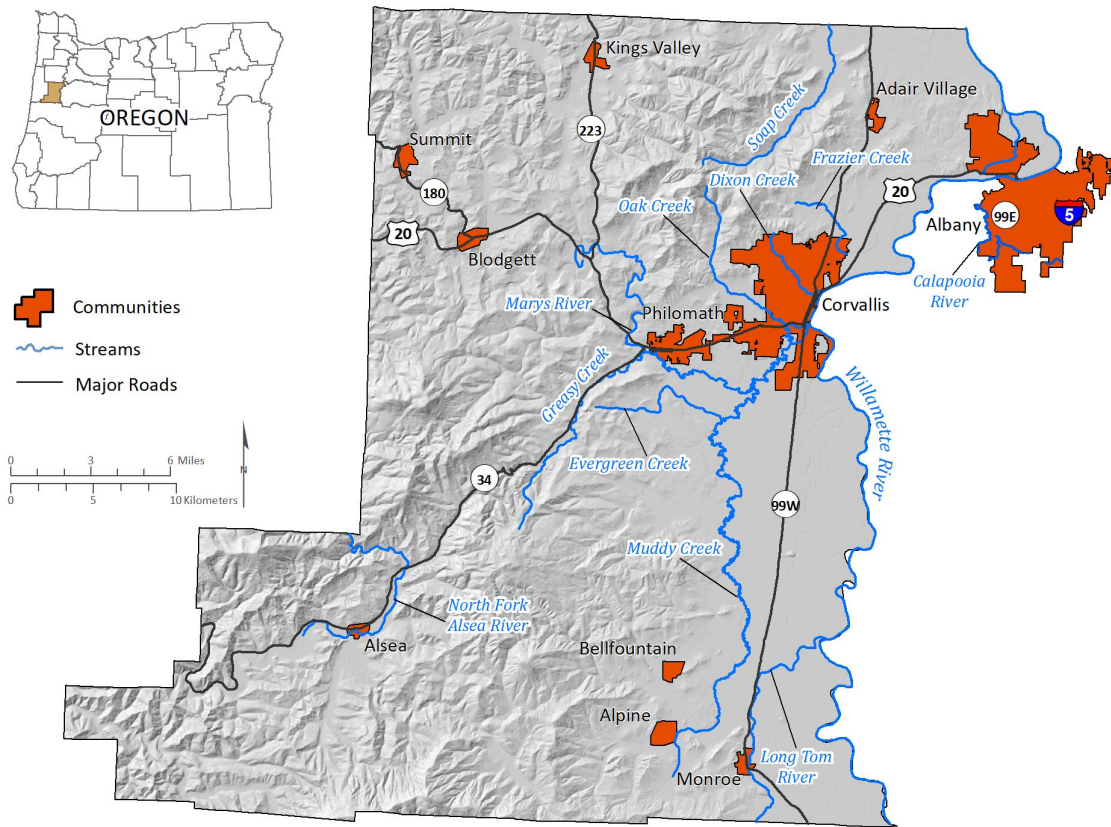 OREGON
Kings Valley
Adair Village
223
Summit
Soap Creek
Frazier Creek
Dixon Creek
180
20
Oak Creek
20
Albany
99E
5
Blodgett
Calapooia
River
Marys River
Philomath
Corvallis
Communities
Streams
Major Roads
Greasy Creek
Willamette River
N
0 3 6 Miles
0 5 10 Kilometers
Evergreen Creek
34
99W
Muddy Creek
North Fork
Alsea River
Alsea
Bellfountain
Alpine
Long Tom
River
Monroe